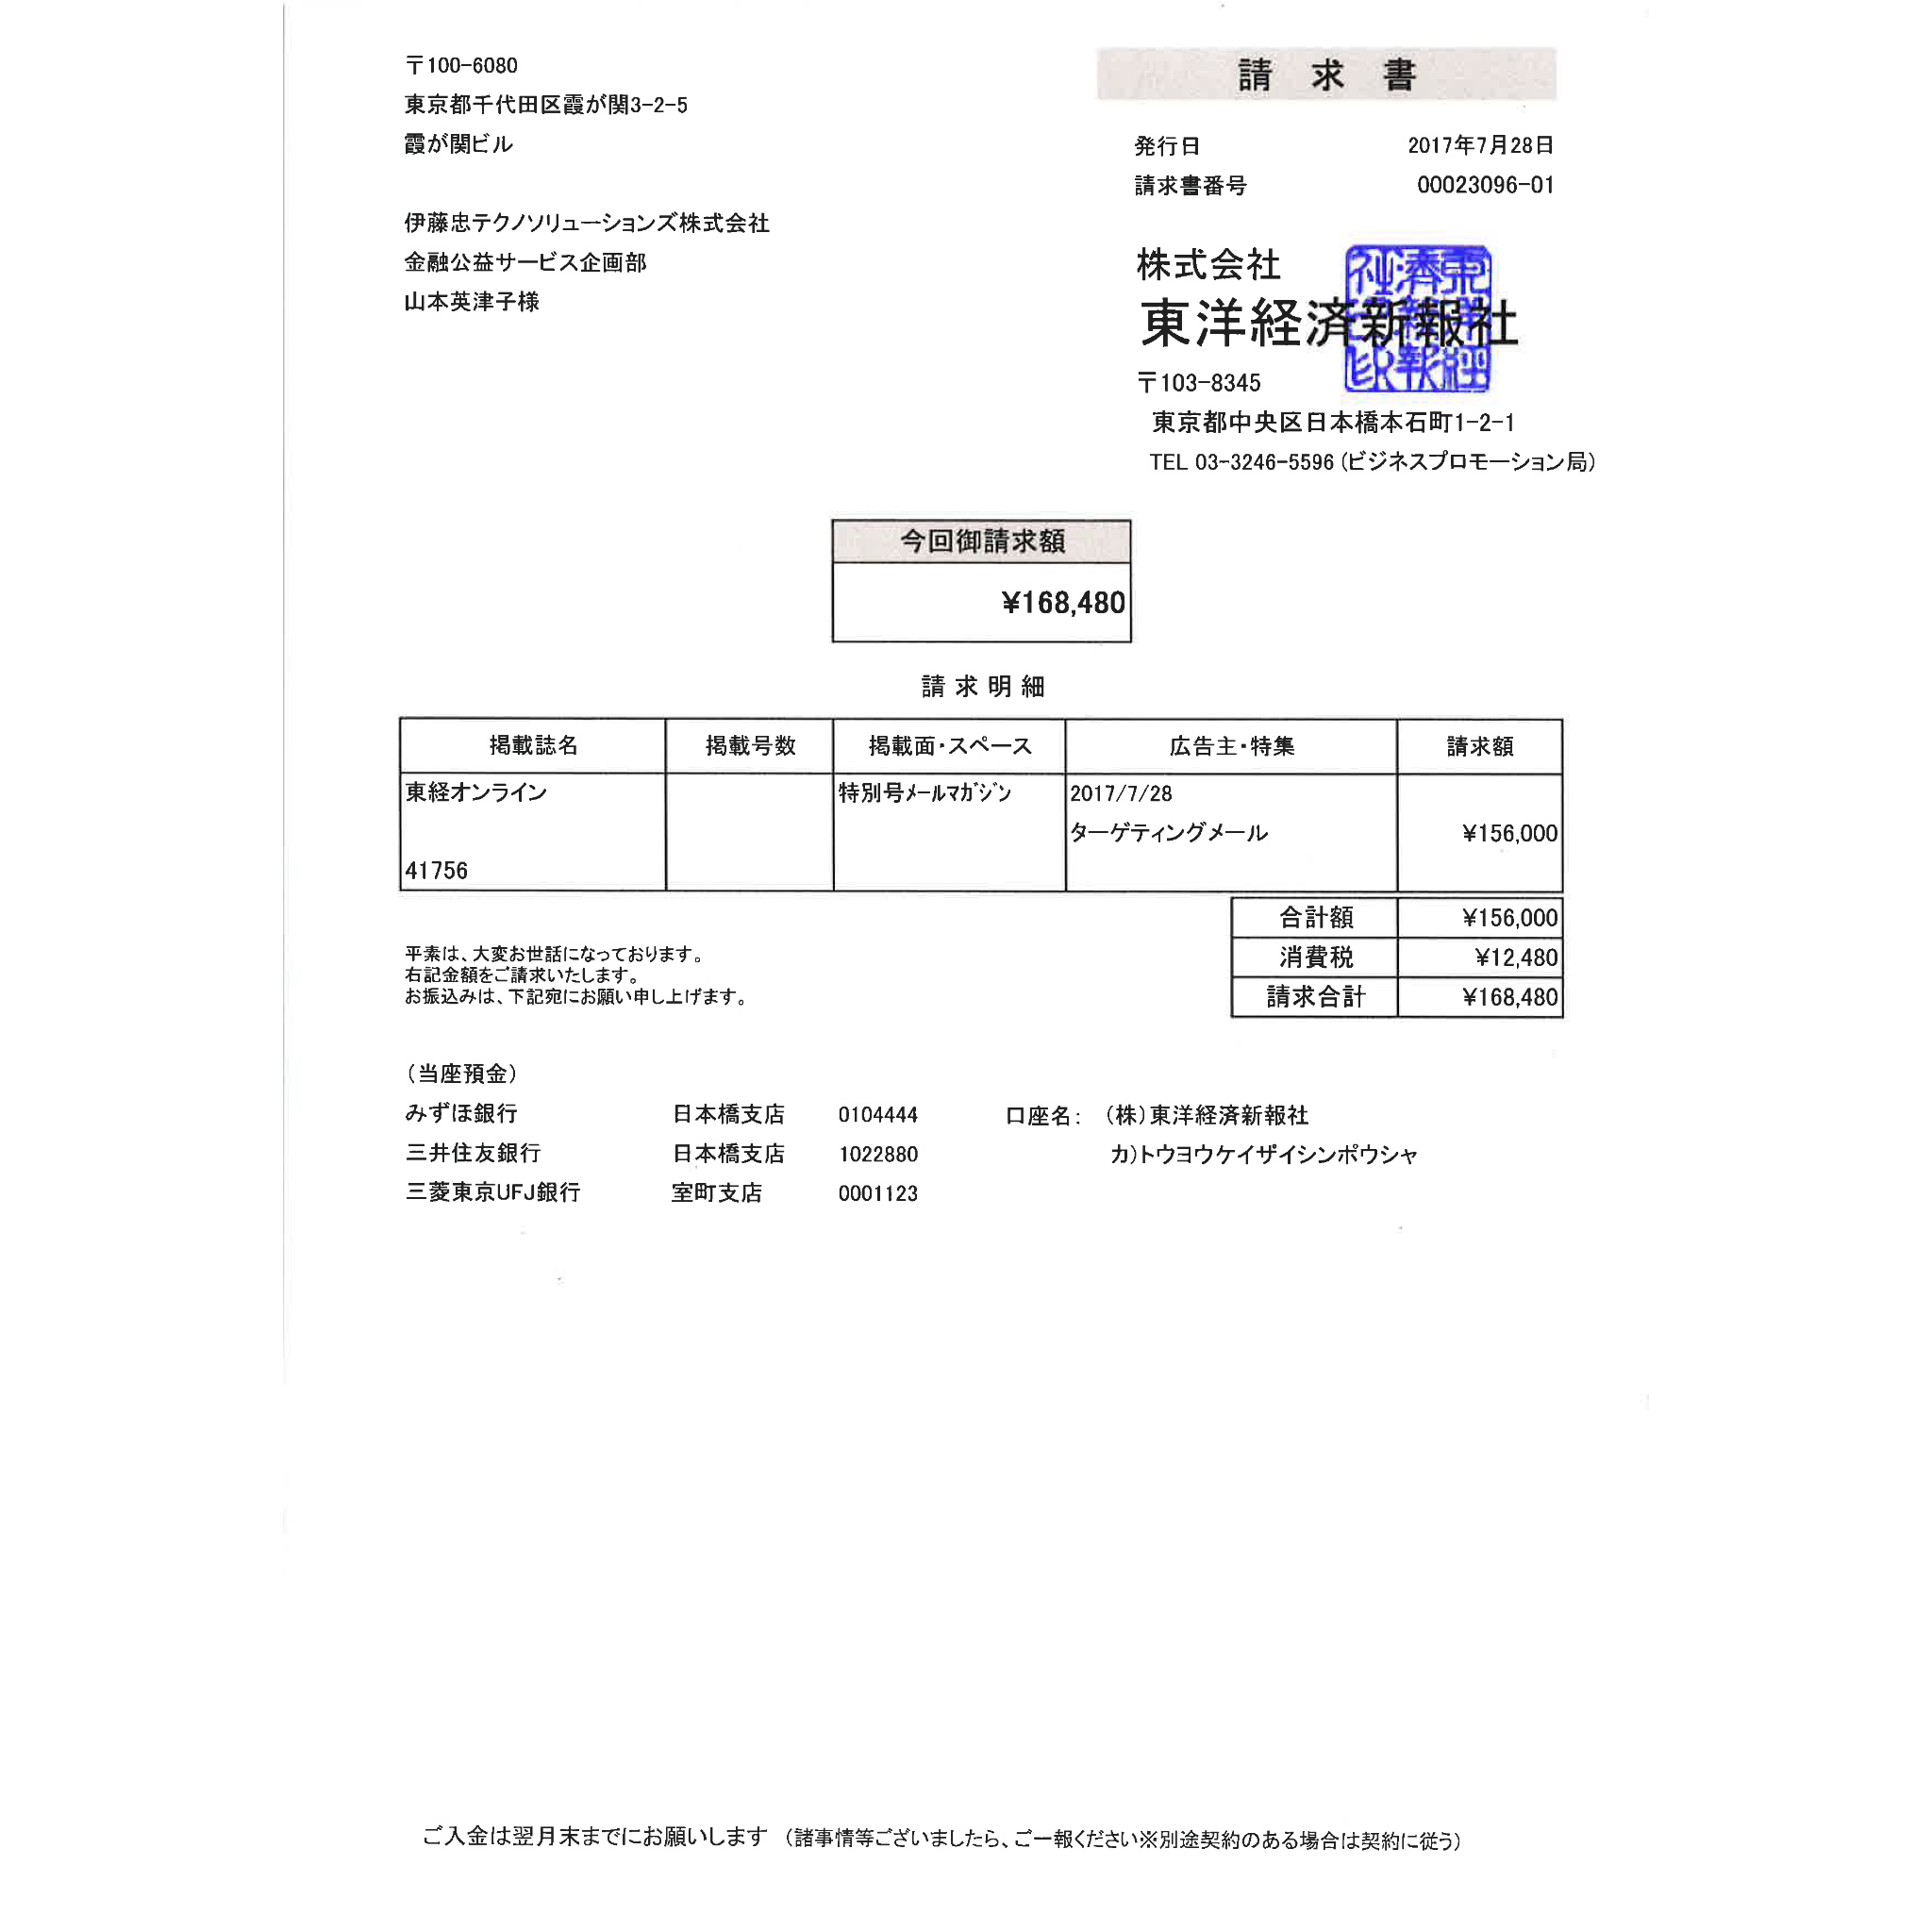 〒100-6080
東京都千代田区霞が関3-2-5
霞が関ビル
伊藤忠テクノソリューションズ株式会社
金融公益サービス企画部
山本英津子様
請 求 書
発行日 2017年7月28日
請求書番号 00023096-01
株式会社
東洋経済新報社
〒103-8345
東京都中央区日本橋本石町1-2-1
TEL 03-3246-5596 (ビジネスプロモーション局)
今回御請求額
¥168,480
請 求 明 細
掲載誌名 掲載号数 掲載面・スペース 広告主・特集 請求額
東経オンライン 特別号ﾒｰﾙﾏｶﾞｼﾞﾝ 2017/7/28
ターゲティングメール ¥156,000
41756
合計額 ¥156,000
消費税 ¥12,480
請求合計 ¥168,480
平素は、大変お世話になっております。
右記金額をご請求いたします。
お振込みは、下記宛にお願い申し上げます。
（当座預金）
みずほ銀行 日本橋支店 0104444 口座名： （株）東洋経済新報社
三井住友銀行 日本橋支店 1022880 カ）トウヨウケイザイシンポウシャ
三菱東京UFJ銀行 室町支店 0001123
ご入金は翌月末までにお願いします （諸事情等ございましたら、ご一報ください※別途契約のある場合は契約に従う）